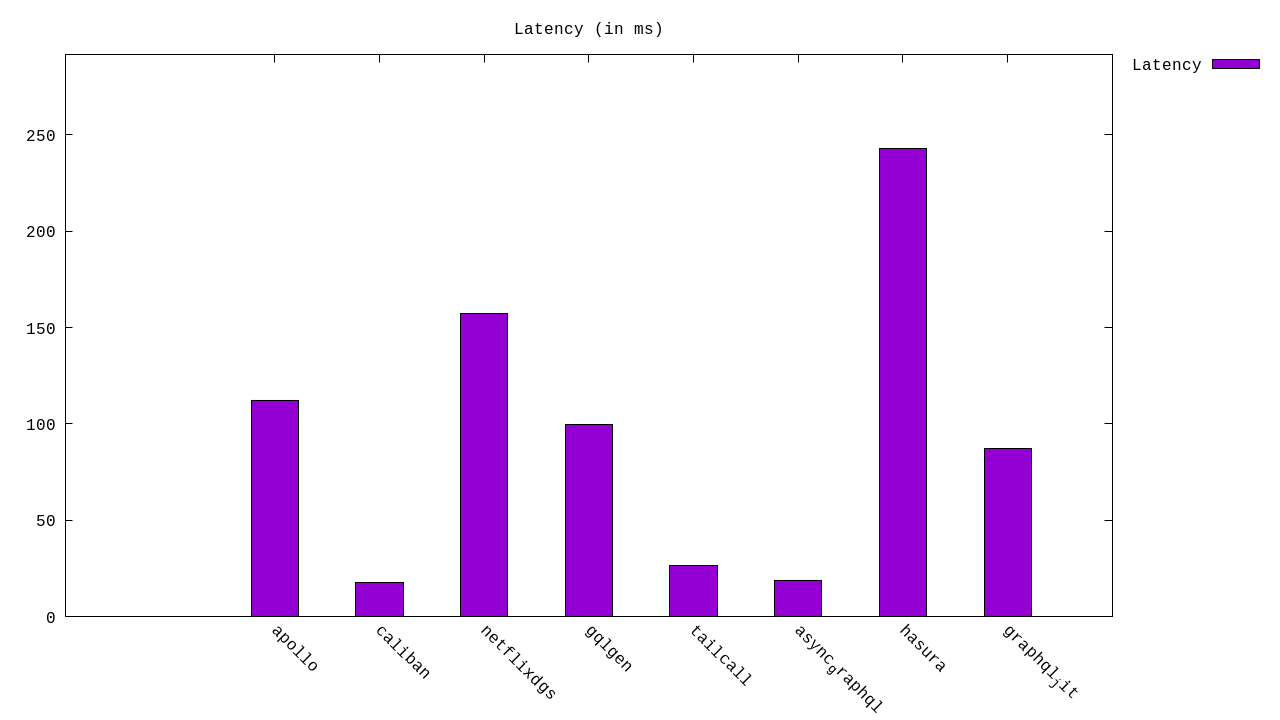 Latency (in ms)
Latency
250
200
150
100
50
0
apollo
caliban
netflixdgs
gqlgen
tailcall
async_graphql
hasura
graphql_jit